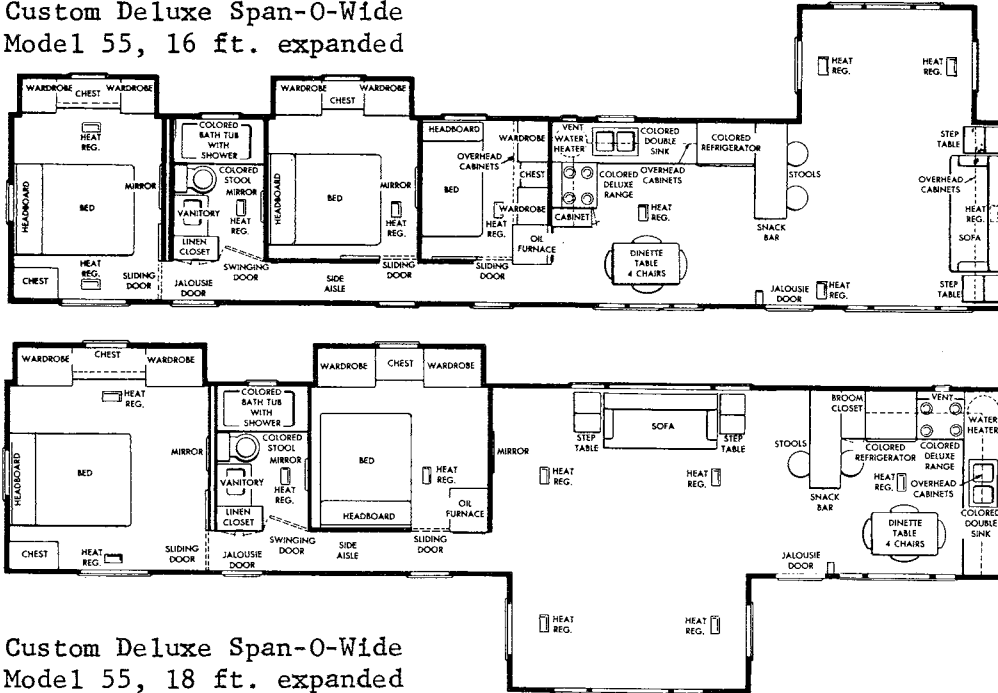 Custom Deluxe Span-O-Wide
Model 55, 16 ft. expanded
WARDROBE
CHEST
WARDROBE
HEAT
REG.
HEADBOARD
BED
MIRROR
HEAT
REG.
CHEST
SLIDING
DOOR
COLORED
BATH TUB
WITH
SHOWER
COLORED
STOOL
MIRROR
VANITORY
HEAT
REG.
LINEN
CLOSET
JALOUSIE
DOOR
SWINGING
DOOR
WARDROBE
CHEST
WARDROBE
HEADBOARD
BED
MIRROR
HEAT
REG.
SIDE
AISLE
SLIDING
DOOR
HEADBOARD
BED
OVERHEAD
CABINETS
WARDROBE
CHEST
WARDROBE
HEAT
REG.
SLIDING
DOOR
OIL
FURNACE
VENT
WATER
HEATER
COLORED
DOUBLE
SINK
COLORED
DELUXE
RANGE
OVERHEAD
CABINETS
COLORED
REFRIGERATOR
CABINET
HEAT
REG.
DINETTE
TABLE
4 CHAIRS
STOOLS
SNACK
BAR
JALOUSIE
DOOR
HEAT
REG.
HEAT
REG.
HEAT
REG.
STEP
TABLE
OVERHEAD
CABINETS
HEAT
REG.
SOFA
STEP
TABLE
WARDROBE
CHEST
WARDROBE
HEAT
REG.
HEADBOARD
BED
MIRROR
CHEST
HEAT
REG.
SLIDING
DOOR
COLORED
BATH TUB
WITH
SHOWER
COLORED
STOOL
MIRROR
VANITORY
HEAT
REG.
LINEN
CLOSET
JALOUSIE
DOOR
SWINGING
DOOR
WARDROBE
CHEST
WARDROBE
BED
HEADBOARD
HEAT
REG.
OIL
FURNACE
SIDE
AISLE
SLIDING
DOOR
MIRROR
STEP
TABLE
SOFA
STEP
TABLE
HEAT
REG.
HEAT
REG.
HEAT
REG.
HEAT
REG.
BROOM
CLOSET
VENT
WATER
HEATER
STOOLS
COLORED
REFRIGERATOR
COLORED
DELUXE
RANGE
SNACK
BAR
HEAT
REG.
OVERHEAD
CABINETS
COLORED
DOUBLE
SINK
DINETTE
TABLE
4 CHAIRS
JALOUSIE
DOOR
Custom Deluxe Span-O-Wide
Model 55, 18 ft. expanded